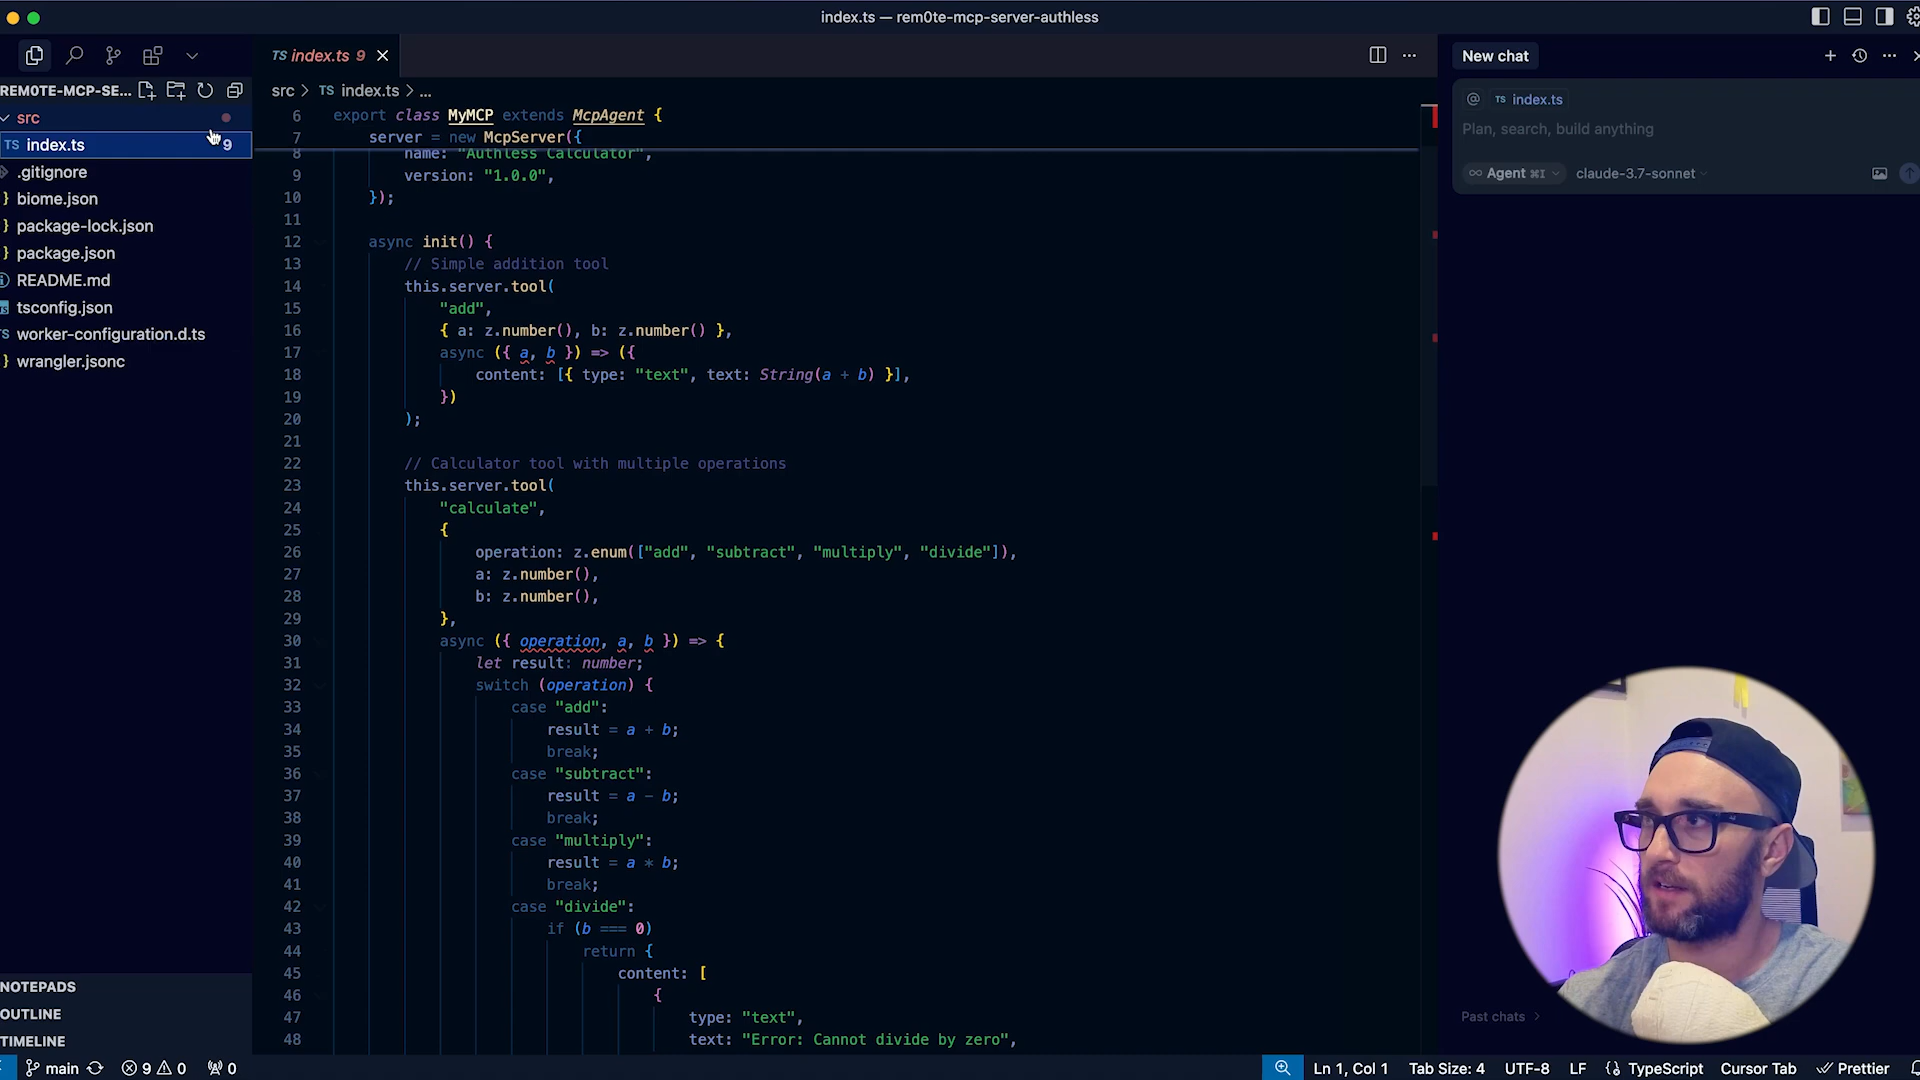 index.ts — rem0te-mcp-server-authless
TS index.ts 9
New chat
REM0TE-MCP-SE...
src
TS index.ts 9
.gitignore
biome.json
package-lock.json
package.json
README.md
tsconfig.json
worker-configuration.d.ts
wrangler.jsonc
NOTEPADS
OUTLINE
TIMELINE
src > TS index.ts > ...
6 export class MyMCP extends McpAgent {
7 server = new McpServer({
8 name: "Authless Calculator",
9 version: "1.0.0",
10 });
11
12 async init() {
13 // Simple addition tool
14 this.server.tool(
15 "add",
16 { a: z.number(), b: z.number() },
17 async ({ a, b }) => ({
18 content: [{ type: "text", text: String(a + b) }],
19 })
20 );
21
22 // Calculator tool with multiple operations
23 this.server.tool(
24 "calculate",
25 {
26 operation: z.enum(["add", "subtract", "multiply", "divide"]),
27 a: z.number(),
28 b: z.number(),
29 },
30 async ({ operation, a, b }) => {
31 let result: number;
32 switch (operation) {
33 case "add":
34 result = a + b;
35 break;
36 case "subtract":
37 result = a - b;
38 break;
39 case "multiply":
40 result = a * b;
41 break;
42 case "divide":
43 if (b === 0)
44 return {
45 content: [
46 {
47 type: "text",
48 text: "Error: Cannot divide by zero",
@ TS index.ts
Plan, search, build anything
∞ Agent ⌘I claude-3.7-sonnet
Past chats >
main 9 0 0 Ln 1, Col 1 Tab Size: 4 UTF-8 LF {} TypeScript Cursor Tab Prettier